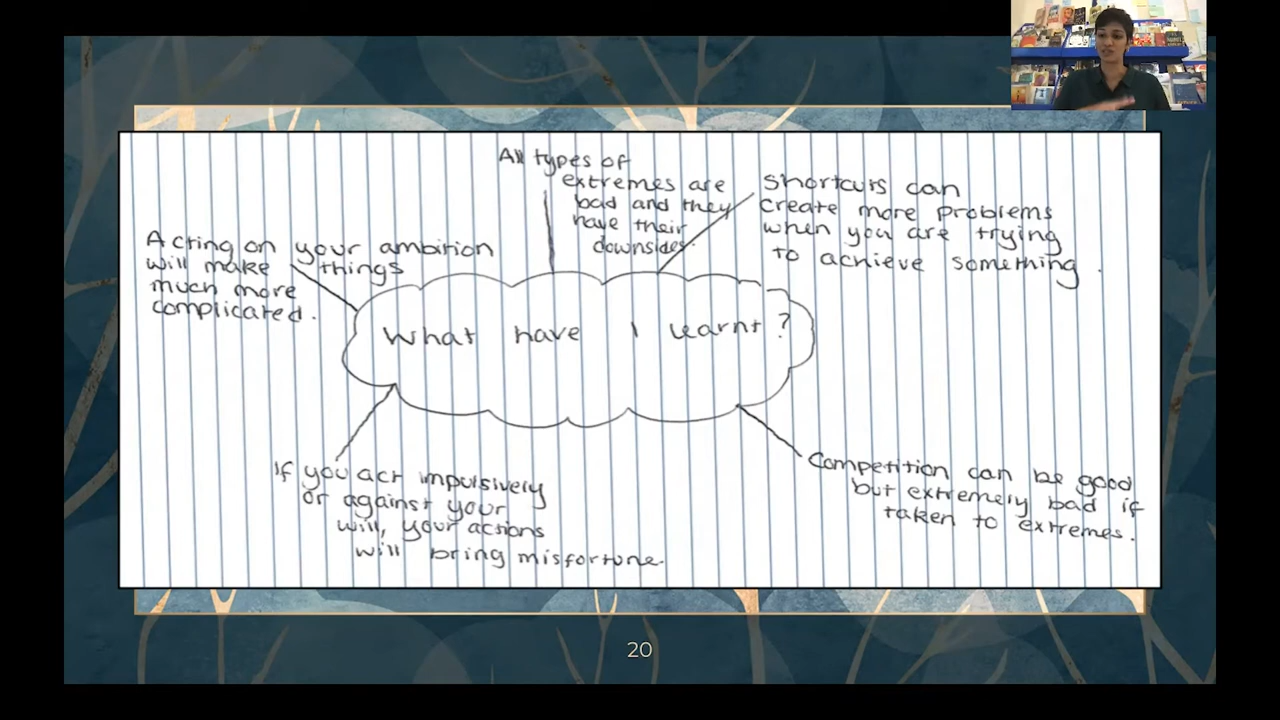 All types of
extremes are
bad and they
have their
downsides.
Shortcuts can
create more problems
when you are trying
to achieve something.
Acting on your ambition
will make things
much more
complicated.
What have I learnt?
If you act impulsively
or against your
will, your actions
will bring misfortune.
Competition can be good
but extremely bad if
taken to extremes.
20